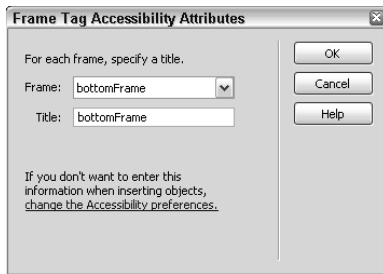 Frame Tag Accessibility Attributes
For each frame, specify a title.
Frame: bottomFrame
Title: bottomFrame
If you don't want to enter this
information when inserting objects,
change the Accessibility preferences.
OK
Cancel
Help